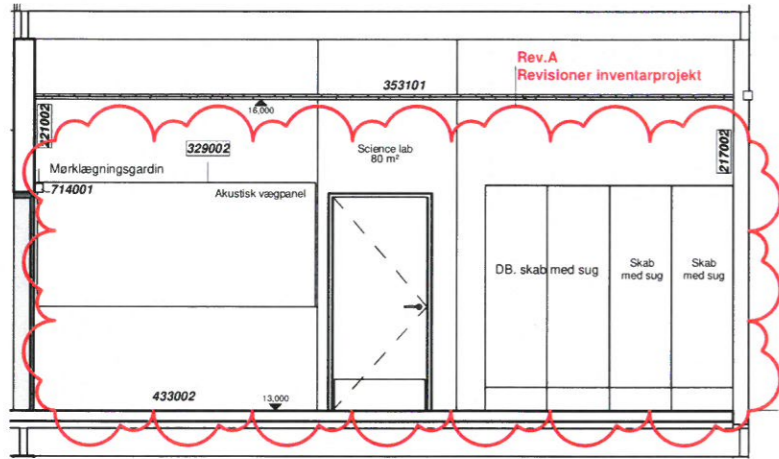 Rev.A
Revisioner inventarprojekt
353101
16,000
221002
329002
Science lab
80 m²
217002
Mørklægningsgardin
714001
Akustisk vægpanel
DB. skab med sug
Skab
med sug
Skab
med sug
433002
13,000